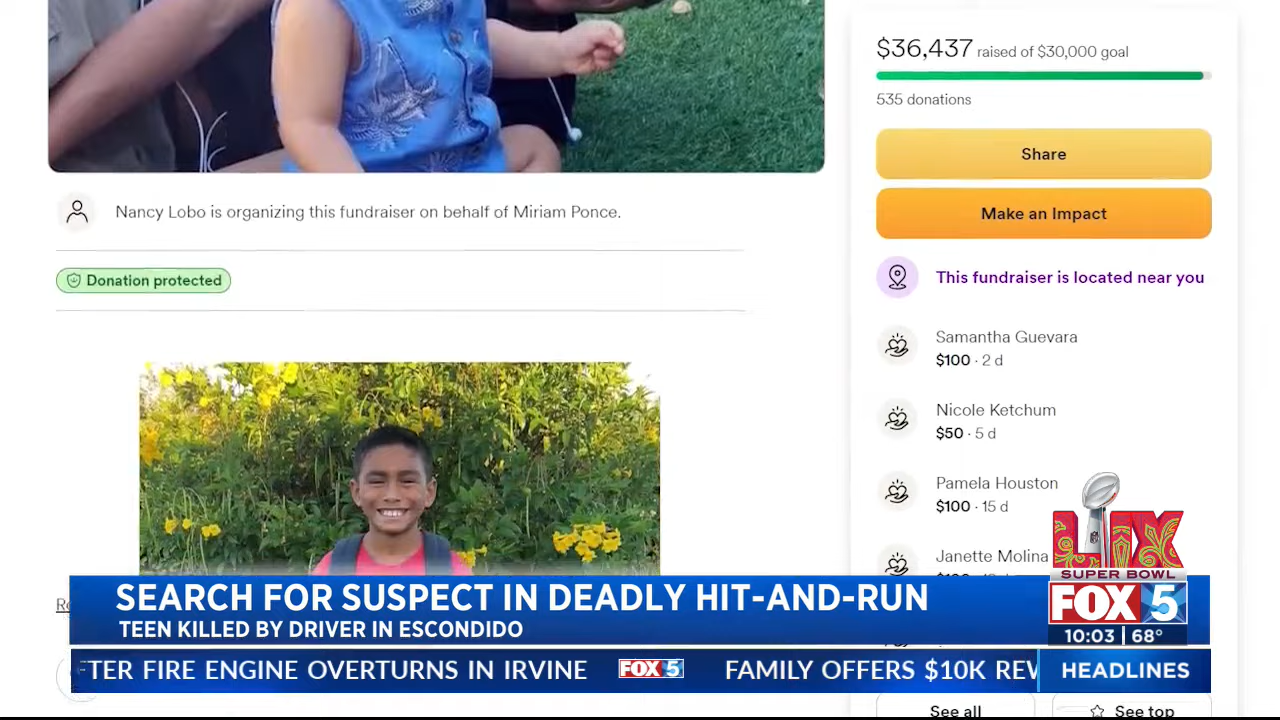 $36,437 raised of $30,000 goal
535 donations
Share
Make an Impact
Nancy Lobo is organizing this fundraiser on behalf of Miriam Ponce.
Donation protected
This fundraiser is located near you
Samantha Guevara
$100 · 2 d
Nicole Ketchum
$50 · 5 d
Pamela Houston
$100 · 15 d
Janette Molina
LIX
SUPER BOWL
SEARCH FOR SUSPECT IN DEADLY HIT-AND-RUN
TEEN KILLED BY DRIVER IN ESCONDIDO
FOX 5
10:03 | 68°
FTER FIRE ENGINE OVERTURNS IN IRVINE FOX 5 FAMILY OFFERS $10K REW
HEADLINES
See all
See top